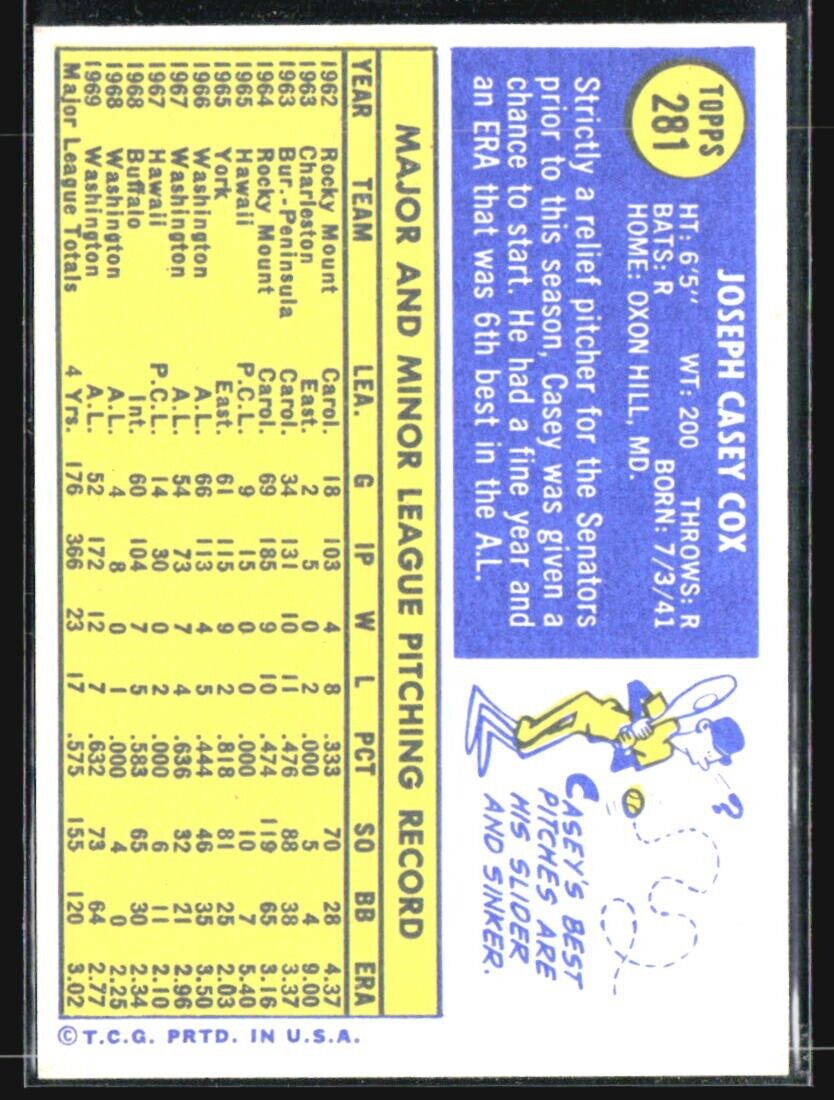 TOPPS
281
JOSEPH CASEY COX
HT: 6'5" WT: 200 THROWS: R
BATS: R BORN: 7/3/41
HOME: OXON HILL, MD.
Strictly a relief pitcher for the Senators
prior to this season, Casey was given a
chance to start. He had a fine year and
an ERA that was 6th best in the A.L.
?
CASEY'S BEST
PITCHES ARE
HIS SLIDER
AND SINKER.
MAJOR AND MINOR LEAGUE PITCHING RECORD
YEAR TEAM LEA. G IP W L PCT SO BB ERA
1962 Rocky Mount Carol. 18 103 4 8 .333 70 28 4.37
1963 Charleston East. 2 5 0 2 .000 5 4 9.00
1963 Bur.-Peninsula Carol. 34 131 10 11 .476 88 38 3.37
1964 Rocky Mount Carol. 69 185 9 10 .474 119 65 3.16
1965 Hawaii P.C.L. 9 15 0 0 .000 10 7 5.40
1965 York East. 61 115 9 2 .818 81 25 2.03
1966 Washington A.L. 66 113 4 5 .444 46 35 3.50
1967 Washington A.L. 54 73 7 4 .636 32 21 2.96
1967 Hawaii P.C.L. 14 30 0 2 .000 6 11 2.10
1968 Buffalo Int. 60 104 7 5 .583 65 30 2.34
1968 Washington A.L. 4 8 0 1 .000 4 0 2.25
1969 Washington A.L. 52 172 12 7 .632 73 64 2.77
Major League Totals 4 Yrs. 176 366 23 17 .575 155 120 3.02
© T.C.G. PRTD. IN U.S.A.